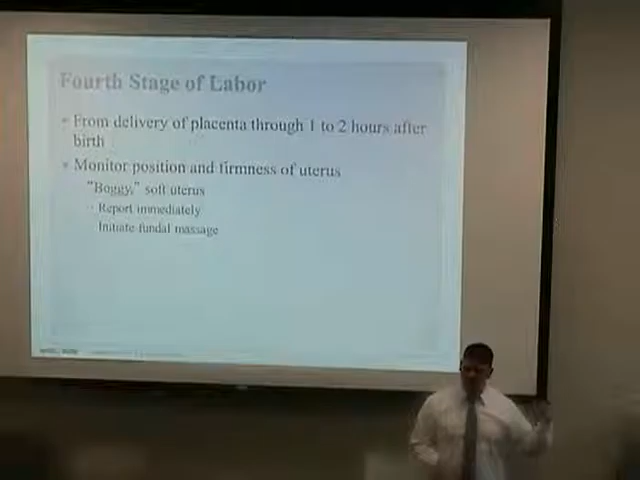 Fourth Stage of Labor
From delivery of placenta through 1 to 2 hours after
birth
Monitor position and firmness of uterus
"Boggy," soft uterus
Report immediately
Initiate fundal massage